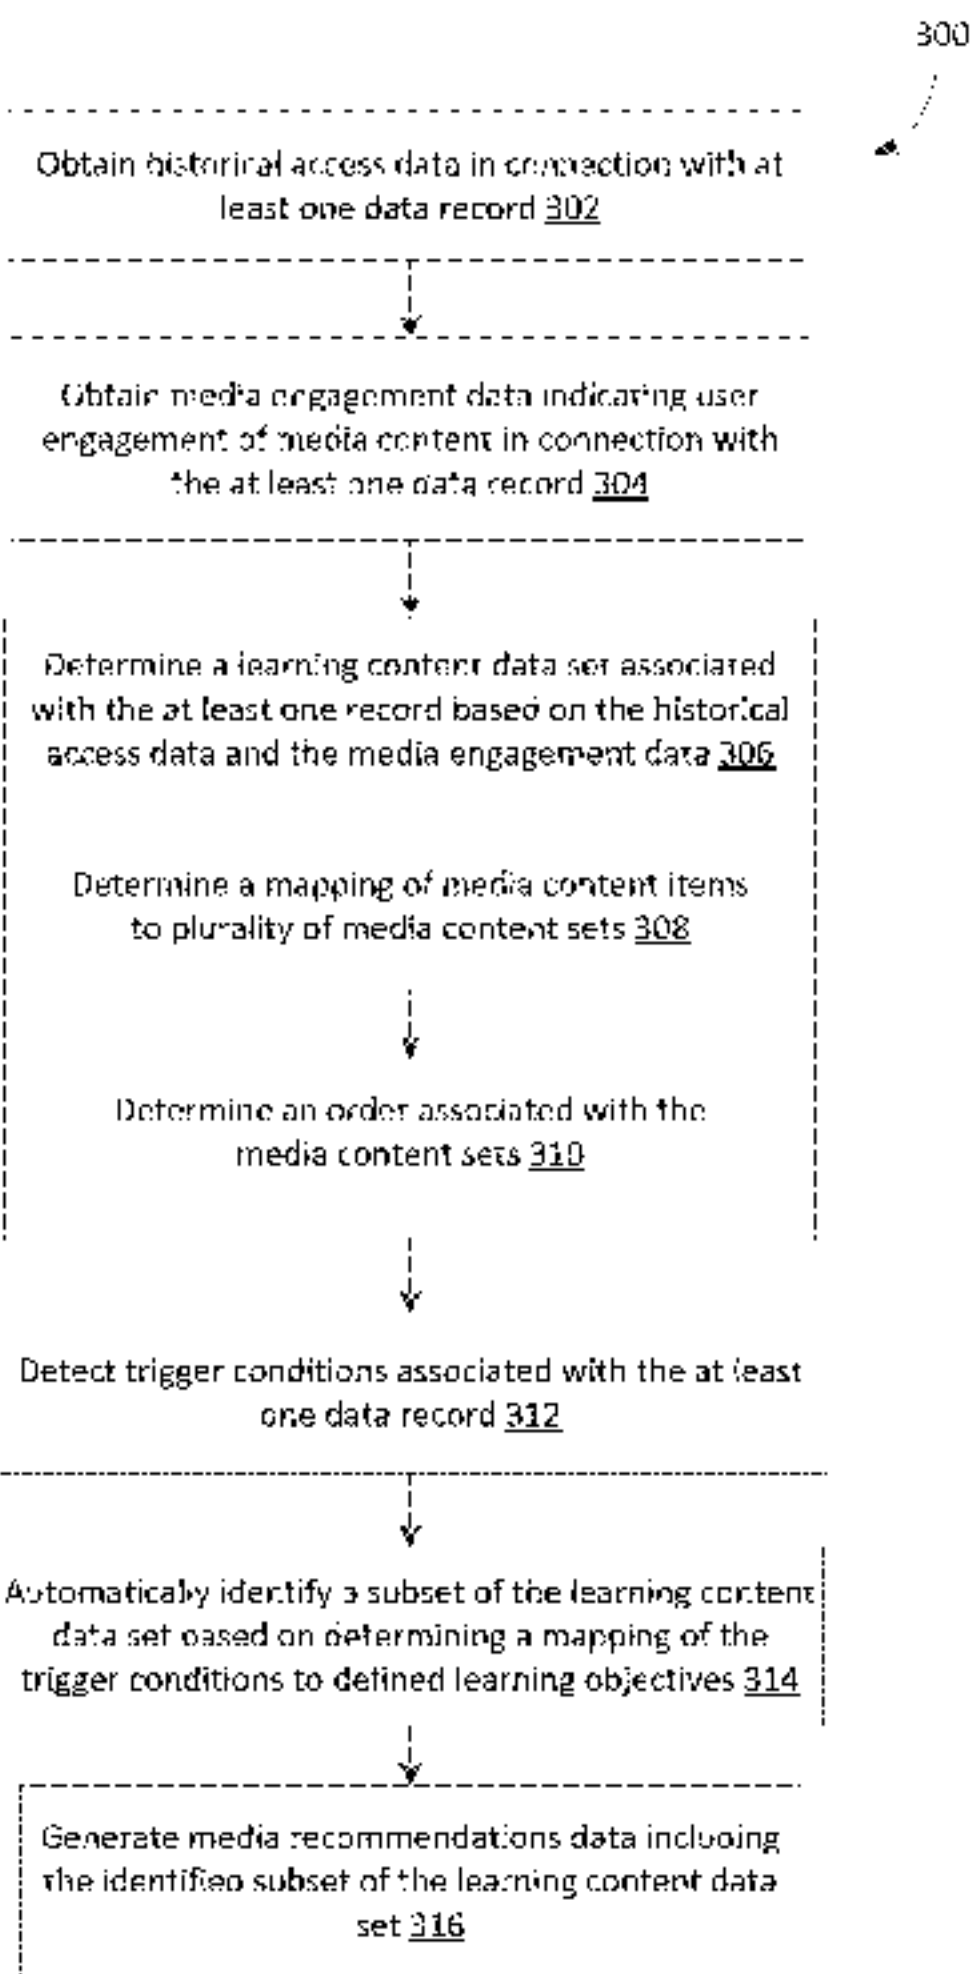 300
Obtain historical access data in connection with at
least one data record 302
Obtain media engagement data indicating user
engagement of media content in connection with
the at least one data record 304
Determine a learning content data set associated
with the at least one record based on the historical
access data and the media engagement data 306
Determine a mapping of media content items
to plurality of media content sets 308
Determine an order associated with the
media content sets 310
Detect trigger conditions associated with the at least
one data record 312
Automatically identify a subset of the learning content
data set based on determining a mapping of the
trigger conditions to defined learning objectives 314
Generate media recommendations data including
the identified subset of the learning content data
set 316